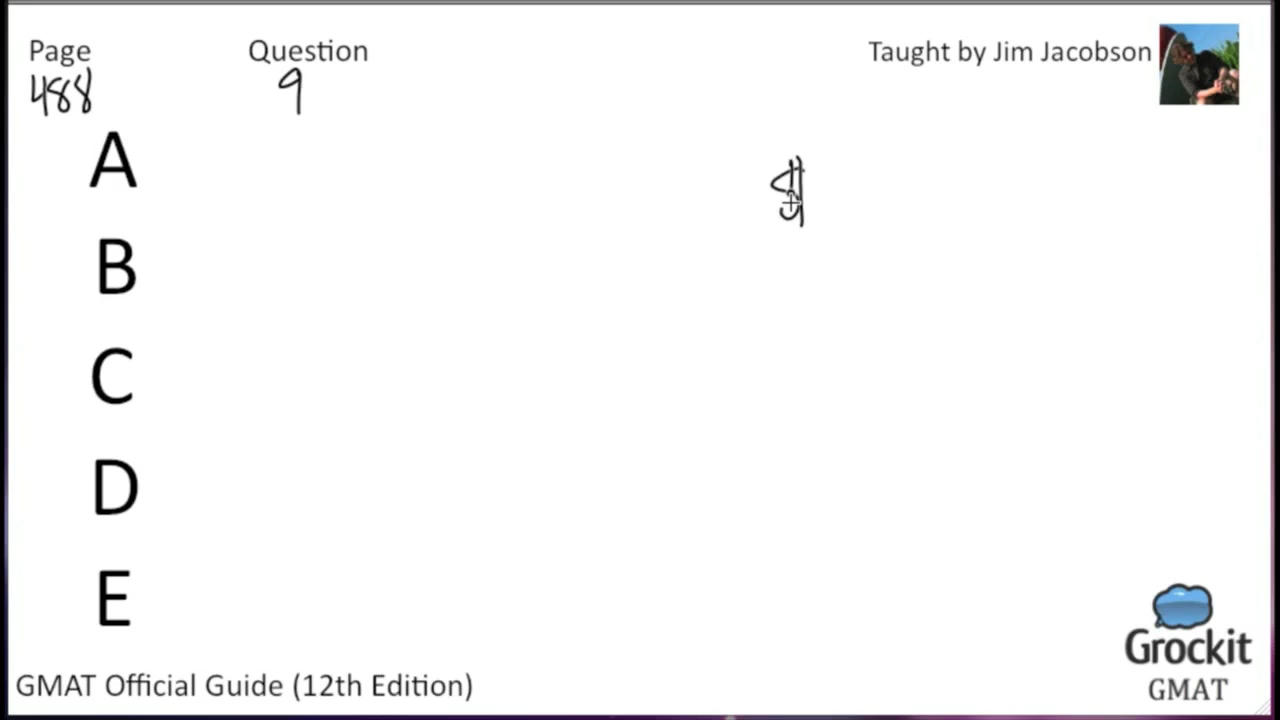 Page Question Taught by Jim Jacobson
488 9
A
B
C
D
E
Grockit
GMAT
GMAT Official Guide (12th Edition)